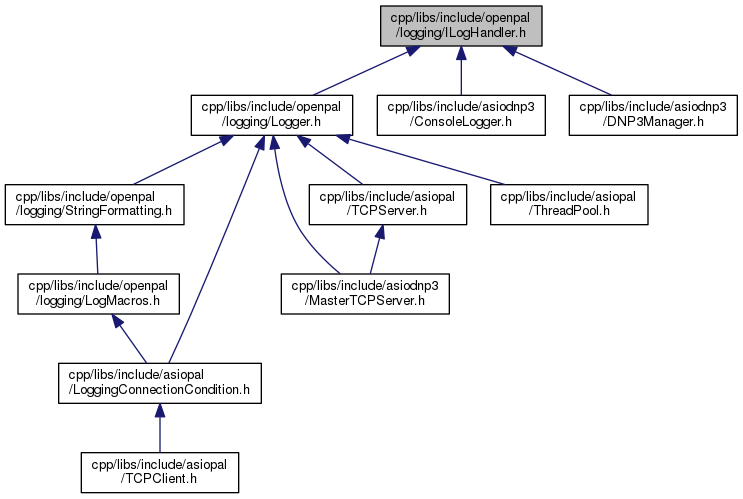 cpp/libs/include/openpal
/logging/ILogHandler.h
cpp/libs/include/openpal
/logging/Logger.h
cpp/libs/include/asiodnp3
/ConsoleLogger.h
cpp/libs/include/asiodnp3
/DNP3Manager.h
cpp/libs/include/openpal
/logging/StringFormatting.h
cpp/libs/include/asiopal
/TCPServer.h
cpp/libs/include/asiopal
/ThreadPool.h
cpp/libs/include/openpal
/logging/LogMacros.h
cpp/libs/include/asiodnp3
/MasterTCPServer.h
cpp/libs/include/asiopal
/LoggingConnectionCondition.h
cpp/libs/include/asiopal
/TCPClient.h